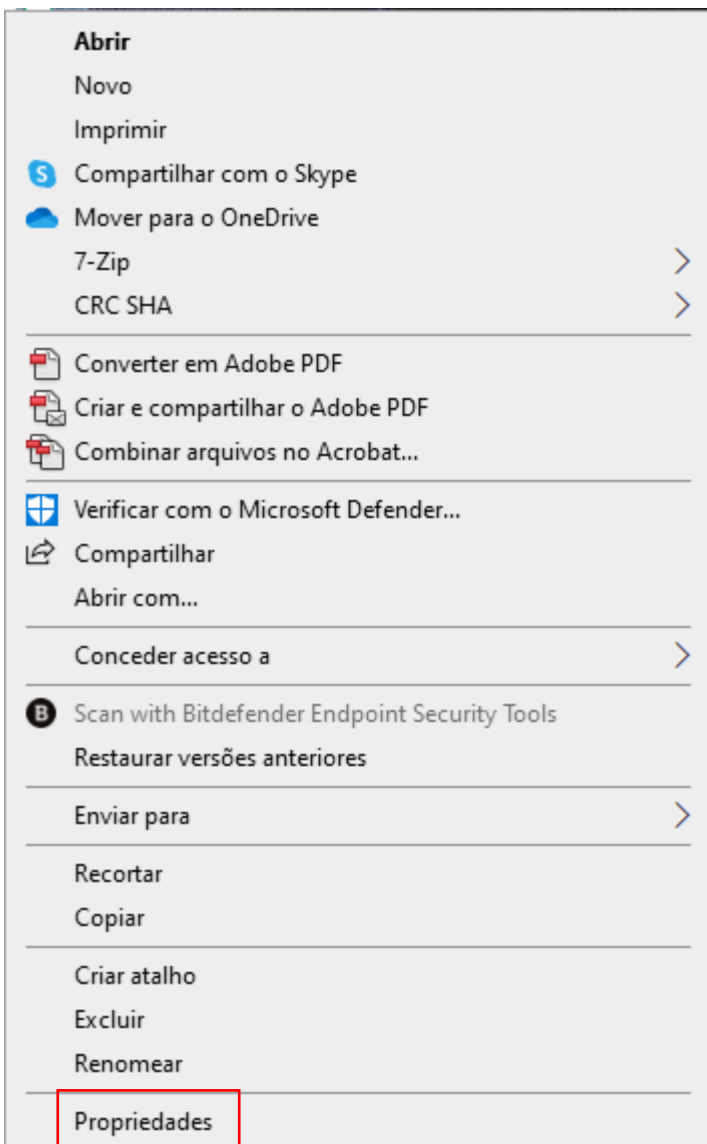 Abrir
Novo
Imprimir
Compartilhar com o Skype
Mover para o OneDrive
7-Zip
CRC SHA
Converter em Adobe PDF
Criar e compartilhar o Adobe PDF
Combinar arquivos no Acrobat...
Verificar com o Microsoft Defender...
Compartilhar
Abrir com...
Conceder acesso a
Scan with Bitdefender Endpoint Security Tools
Restaurar versões anteriores
Enviar para
Recortar
Copiar
Criar atalho
Excluir
Renomear
Propriedades